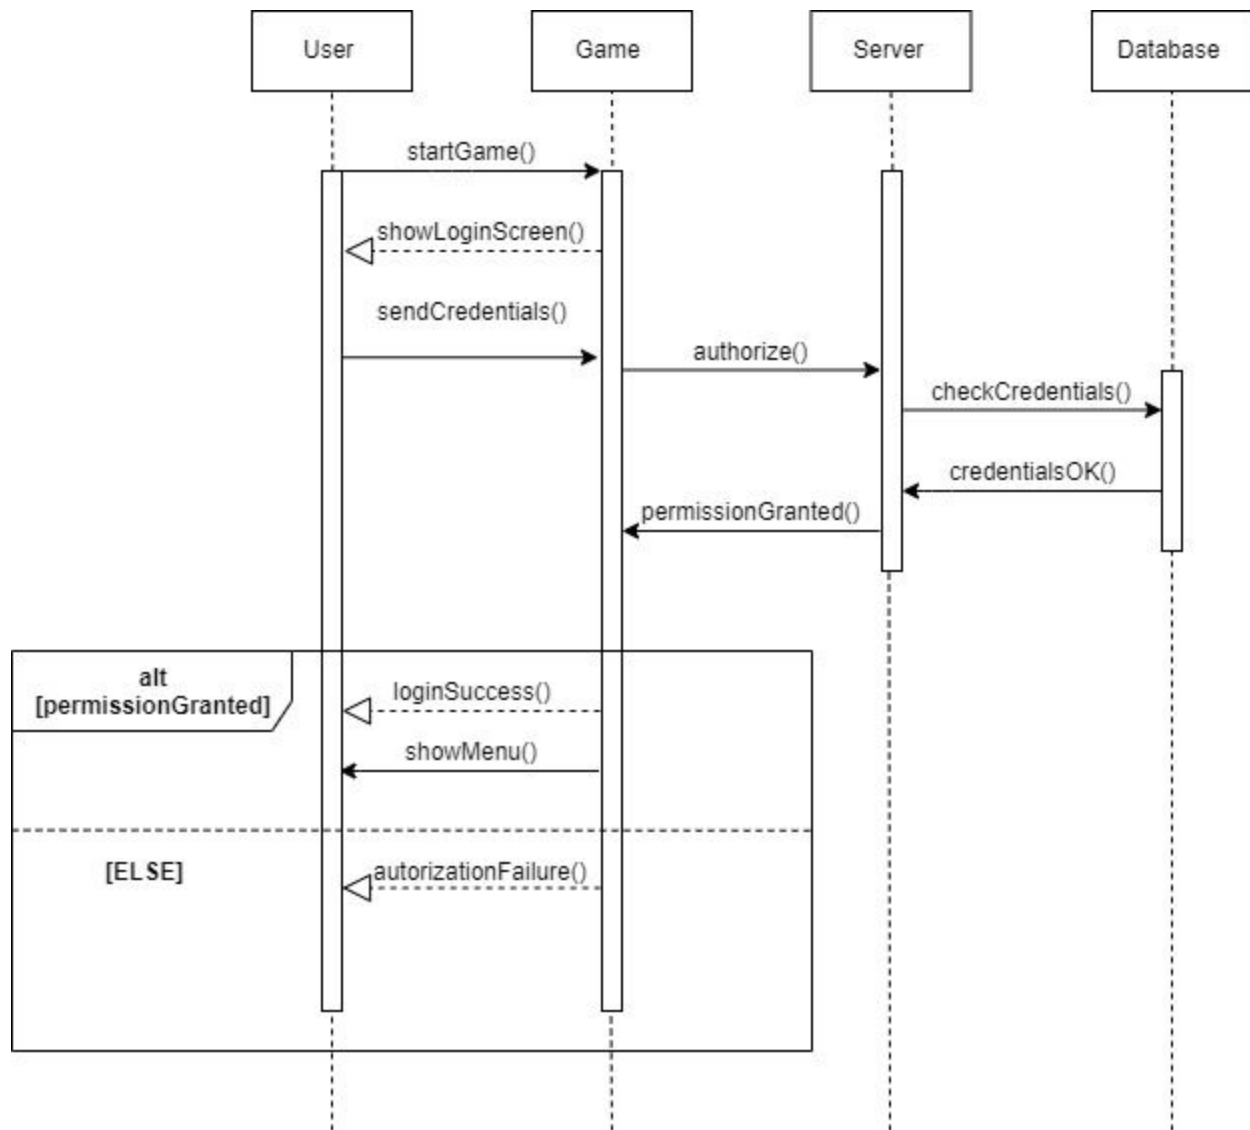 User
Game
Server
Database
startGame()
showLoginScreen()
sendCredentials()
authorize()
checkCredentials()
credentialsOK()
permissionGranted()
alt
[permissionGranted]
loginSuccess()
showMenu()
[ELSE]
autorizationFailure()